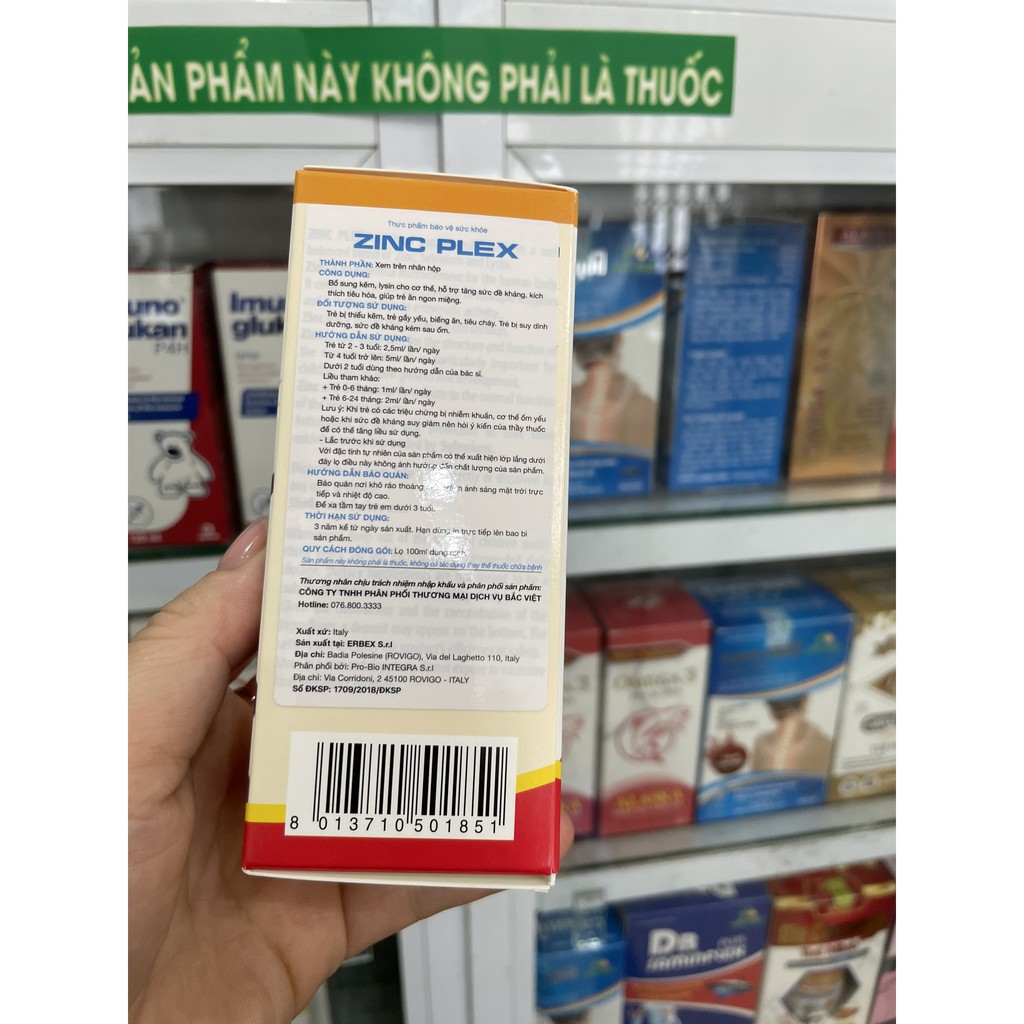 ẢN PHẨM NÀY KHÔNG PHẢI LÀ THUỐC
Thực phẩm bảo vệ sức khỏe
ZINC PLEX
THÀNH PHẦN: Xem trên nhãn hộp
CÔNG DỤNG:
Bổ sung kẽm, lysin cho cơ thể, hỗ trợ tăng sức đề kháng, kích
thích tiêu hóa, giúp trẻ ăn ngon miệng.
ĐỐI TƯỢNG SỬ DỤNG:
Trẻ bị thiếu kẽm, trẻ gầy yếu, biếng ăn, tiêu chảy. Trẻ bị suy dinh
dưỡng, sức đề kháng kém sau ốm.
HƯỚNG DẪN SỬ DỤNG:
Trẻ từ 2 - 3 tuổi: 2,5ml/ lần/ ngày
Từ 4 tuổi trở lên: 5ml/ lần/ ngày
Dưới 2 tuổi dùng theo hướng dẫn của bác sĩ.
Liều tham khảo:
+ Trẻ 0-6 tháng: 1ml/ lần/ ngày
+ Trẻ 6-24 tháng: 2ml/ lần/ ngày
Lưu ý: Khi trẻ có các triệu chứng bị nhiễm khuẩn, cơ thể ốm yếu
hoặc khi sức đề kháng suy giảm nên hỏi ý kiến của thầy thuốc
để có thể tăng liều sử dụng.
- Lắc trước khi sử dụng
Với đặc tính tự nhiên của sản phẩm có thể xuất hiện lớp lắng dưới
đáy lọ điều này không ảnh hưởng đến chất lượng của sản phẩm.
HƯỚNG DẪN BẢO QUẢN:
Bảo quản nơi khô ráo thoáng ánh sáng mặt trời trực
tiếp và nhiệt độ cao.
Để xa tầm tay trẻ em dưới 3 tuổi.
THỜI HẠN SỬ DỤNG:
3 năm kể từ ngày sản xuất. Hạn dùng in trực tiếp lên bao bì
sản phẩm.
QUY CÁCH ĐÓNG GÓI: Lọ 100ml dung dịch
Sản phẩm này không phải là thuốc, không có tác dụng thay thế thuốc chữa bệnh
Thương nhân chịu trách nhiệm nhập khẩu và phân phối sản phẩm:
CÔNG TY TNHH PHÂN PHỐI THƯƠNG MẠI DỊCH VỤ BẮC VIỆT
Hotline: 076.800.3333
Xuất xứ: Italy
Sản xuất tại: ERBEX S.r.l
Địa chỉ: Badia Polesine (ROVIGO), Via del Laghetto 110, Italy
Phân phối bởi: Pro-Bio INTEGRA S.r.l
Địa chỉ: Via Corridoni, 2 45100 ROVIGO - ITALY
Số ĐKSP: 1709/2018/ĐKSP
8 013710 501851
uno
kan
P4H
Imu
glu